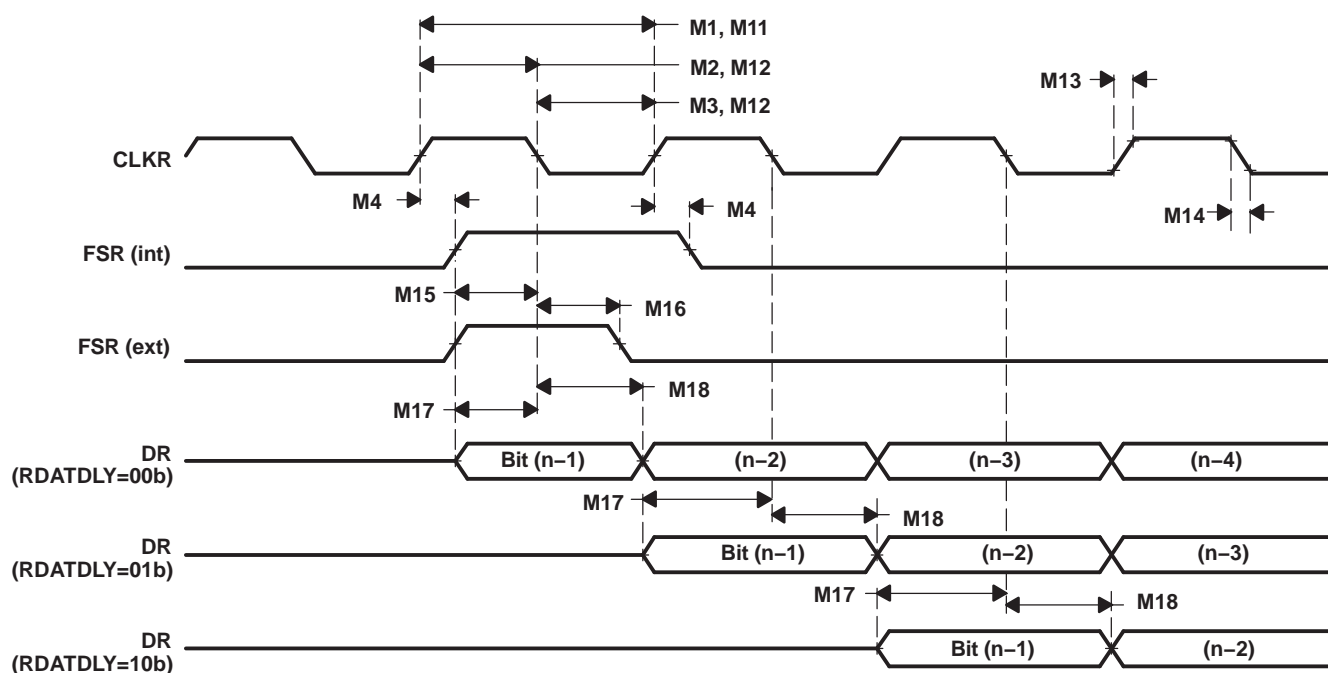 M1, M11
M2, M12
M3, M12
M13
CLKR
M4
M4
M14
FSR (int)
M15
M16
FSR (ext)
M17
M18
DR
(RDATDLY=00b)
Bit (n−1)
(n−2)
(n−3)
(n−4)
M17
M18
DR
(RDATDLY=01b)
Bit (n−1)
(n−2)
(n−3)
M17
M18
DR
(RDATDLY=10b)
Bit (n−1)
(n−2)